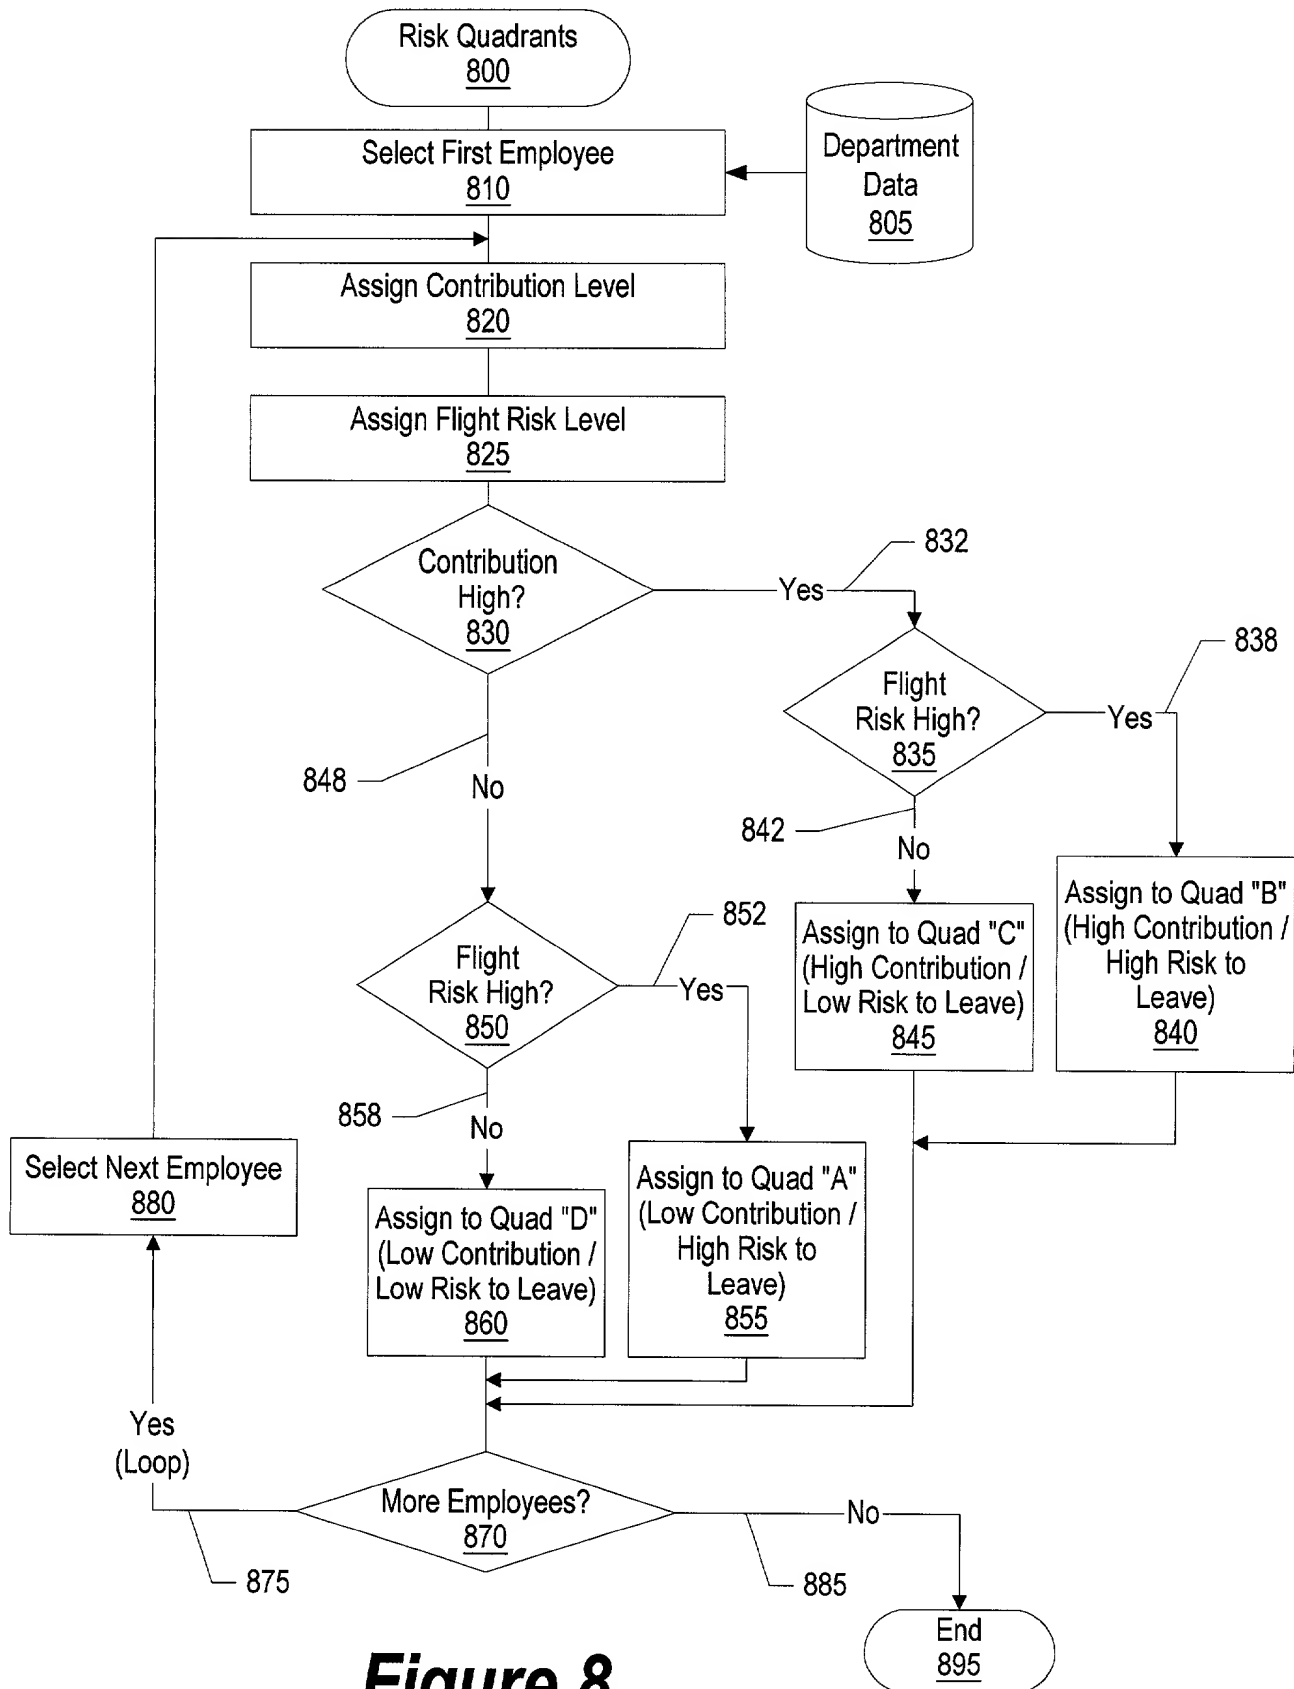 Risk Quadrants
800
Select First Employee
810
Department
Data
805
Assign Contribution Level
820
Assign Flight Risk Level
825
Contribution
High?
830
Yes
832
Flight
Risk High?
835
Yes
838
848
No
842
No
Assign to Quad "B"
(High Contribution /
High Risk to
Leave)
840
Assign to Quad "C"
(High Contribution /
Low Risk to Leave)
845
Flight
Risk High?
850
852
Yes
858
No
Select Next Employee
880
Assign to Quad "A"
(Low Contribution /
High Risk to
Leave)
855
Assign to Quad "D"
(Low Contribution /
Low Risk to Leave)
860
Yes
(Loop)
More Employees?
870
No
875
885
End
895
Figure 8